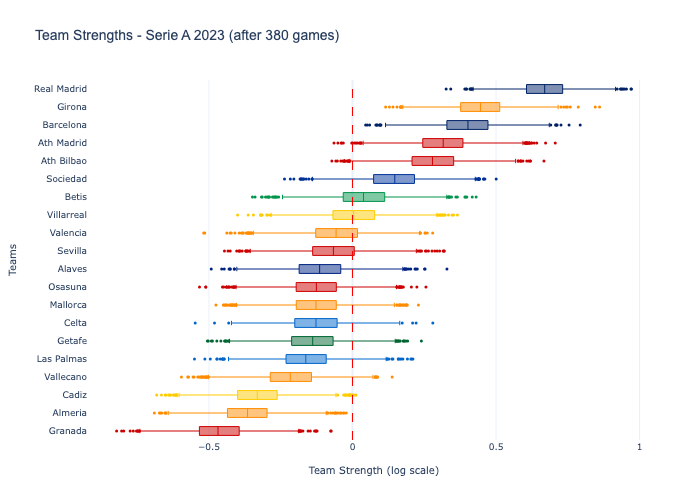 Team Strengths - Serie A 2023 (after 380 games)
Real Madrid
Girona
Barcelona
Ath Madrid
Ath Bilbao
Sociedad
Betis
Villarreal
Valencia
Sevilla
Alaves
Osasuna
Mallorca
Celta
Getafe
Las Palmas
Vallecano
Cadiz
Almeria
Granada
Teams
−0.5 0 0.5 1
Team Strength (log scale)